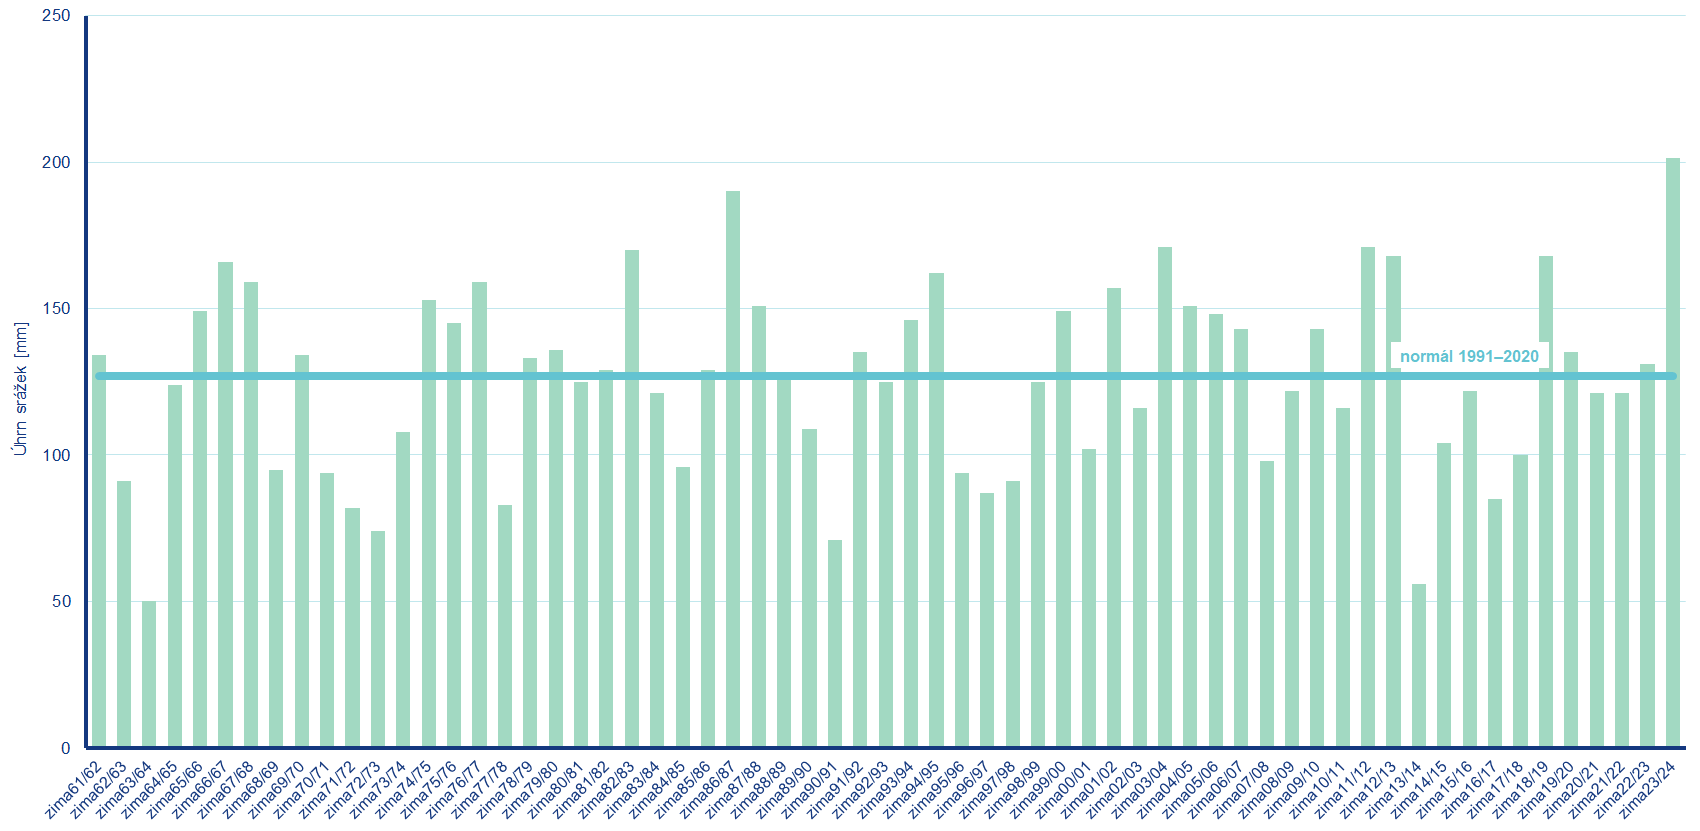 250
200
150
100
50
0
Úhrn srážek [mm]
normál 1991–2020
zima61/62
zima62/63
zima63/64
zima64/65
zima65/66
zima66/67
zima67/68
zima68/69
zima69/70
zima70/71
zima71/72
zima72/73
zima73/74
zima74/75
zima75/76
zima76/77
zima77/78
zima78/79
zima79/80
zima80/81
zima81/82
zima82/83
zima83/84
zima84/85
zima85/86
zima86/87
zima87/88
zima88/89
zima89/90
zima90/91
zima91/92
zima92/93
zima93/94
zima94/95
zima95/96
zima96/97
zima97/98
zima98/99
zima99/00
zima00/01
zima01/02
zima02/03
zima03/04
zima04/05
zima05/06
zima06/07
zima07/08
zima08/09
zima09/10
zima10/11
zima11/12
zima12/13
zima13/14
zima14/15
zima15/16
zima16/17
zima17/18
zima18/19
zima19/20
zima20/21
zima21/22
zima22/23
zima23/24